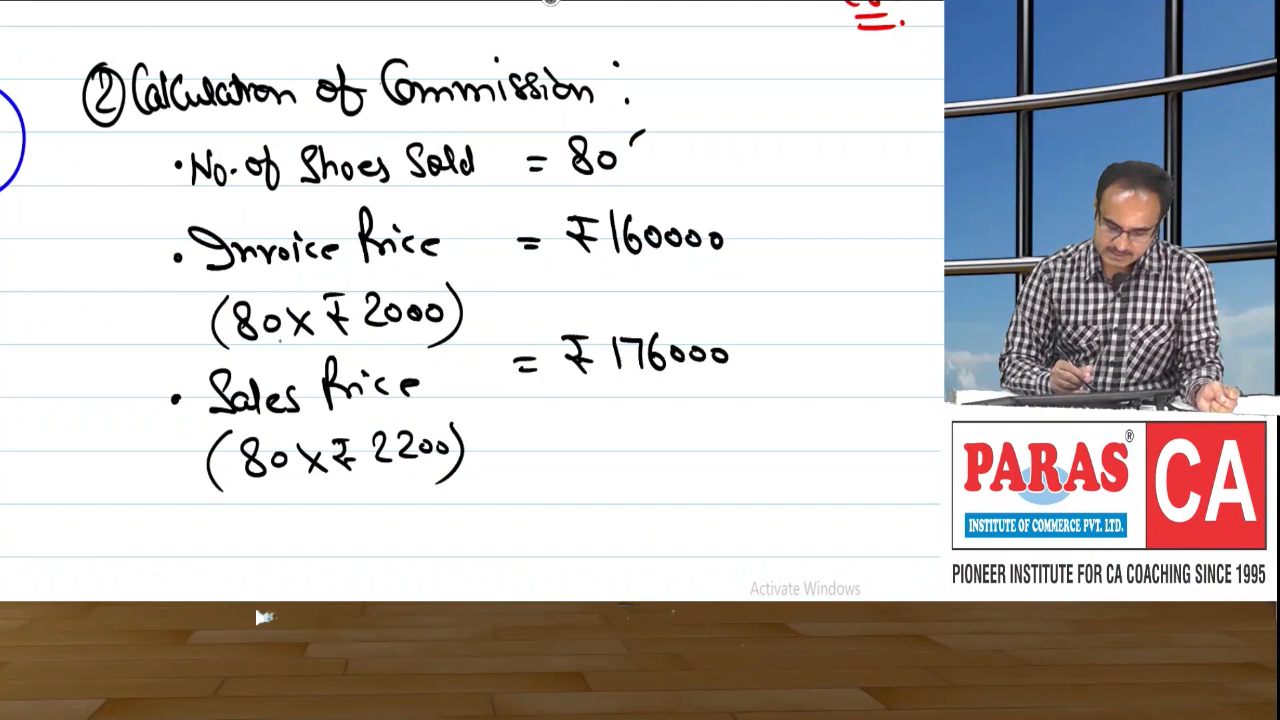 ② Calculation of Commission :
• No. of Shoes Sold = 80
• Invoice Price = ₹160000
(80 x ₹ 2000)
• Sales Price = ₹ 176000
(80 x ₹ 2200)
Activate Windows
PARAS®
INSTITUTE OF COMMERCE PVT. LTD.
CA
PIONEER INSTITUTE FOR CA COACHING SINCE 1995